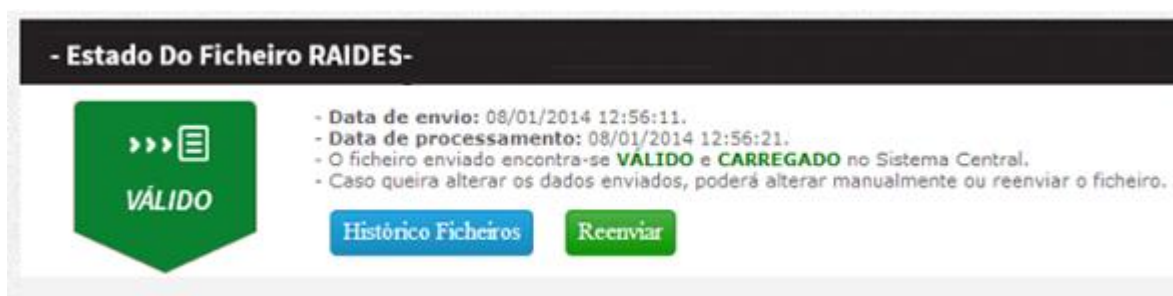 - Estado Do Ficheiro RAIDES-
- Data de envio: 08/01/2014 12:56:11.
- Data de processamento: 08/01/2014 12:56:21.
- O ficheiro enviado encontra-se VÁLIDO e CARREGADO no Sistema Central.
- Caso queira alterar os dados enviados, poderá alterar manualmente ou reenviar o ficheiro.
VÁLIDO
Histórico Ficheiros Reenviar